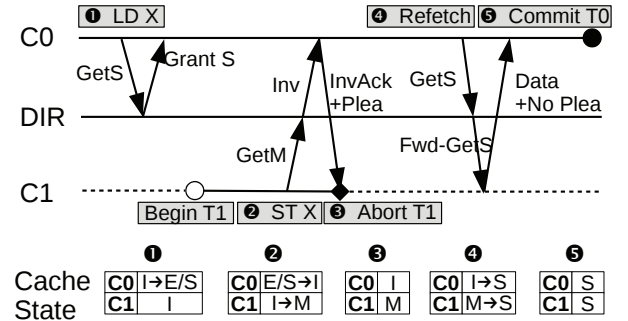 ❶ LD X
❹ Refetch
❺ Commit T0
C0
GetS
Grant S
Inv
InvAck
+Plea
GetS
Data
+No Plea
DIR
GetM
Fwd-GetS
C1
Begin T1
❷ ST X
❸ Abort T1
❶ ❷ ❸ ❹ ❺
Cache C0 I→E/S C0 E/S→I C0 I C0 I→S C0 S
State C1 I C1 I→M C1 M C1 M→S C1 S